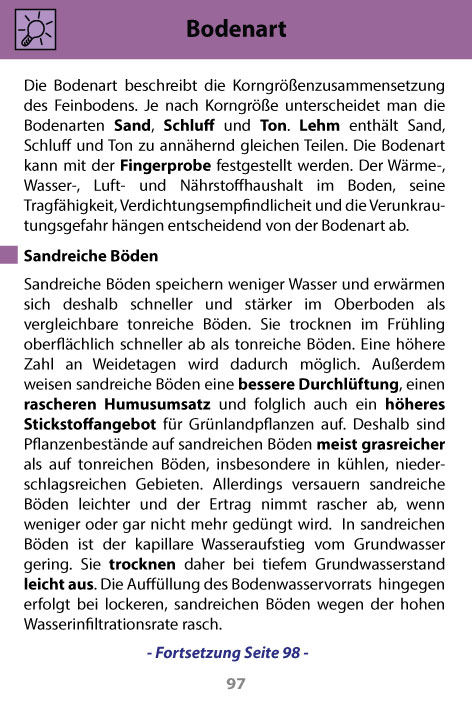 Bodenart
Die Bodenart beschreibt die Korngrößenzusammensetzung
des Feinbodens. Je nach Korngröße unterscheidet man die
Bodenarten Sand, Schluff und Ton. Lehm enthält Sand,
Schluff und Ton zu annähernd gleichen Teilen. Die Bodenart
kann mit der Fingerprobe festgestellt werden. Der Wärme-,
Wasser-, Luft- und Nährstoffhaushalt im Boden, seine
Tragfähigkeit, Verdichtungsempfindlicheit und die Verunkrau-
tungsgefahr hängen entscheidend von der Bodenart ab.
Sandreiche Böden
Sandreiche Böden speichern weniger Wasser und erwärmen
sich deshalb schneller und stärker im Oberboden als
vergleichbare tonreiche Böden. Sie trocknen im Frühling
oberflächlich schneller ab als tonreiche Böden. Eine höhere
Zahl an Weidetagen wird dadurch möglich. Außerdem
weisen sandreiche Böden eine bessere Durchlüftung, einen
rascheren Humusumsatz und folglich auch ein höheres
Stickstoffangebot für Grünlandpflanzen auf. Deshalb sind
Pflanzenbestände auf sandreichen Böden meist grasreicher
als auf tonreichen Böden, insbesondere in kühlen, nieder-
schlagsreichen Gebieten. Allerdings versauern sandreiche
Böden leichter und der Ertrag nimmt rascher ab, wenn
weniger oder gar nicht mehr gedüngt wird. In sandreichen
Böden ist der kapillare Wasseraufstieg vom Grundwasser
gering. Sie trocknen daher bei tiefem Grundwasserstand
leicht aus. Die Auffüllung des Bodenwasservorrats hingegen
erfolgt bei lockeren, sandreichen Böden wegen der hohen
Wasserinfiltrationsrate rasch.
- Fortsetzung Seite 98 -
97